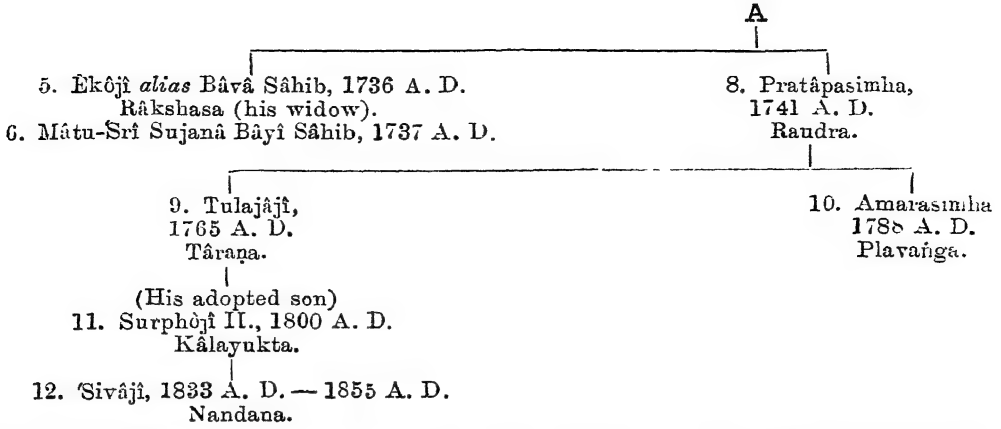 A
5. Êkôjî alias Bâvâ Sâhib, 1736 A. D.
Râkshasa (his widow).
6. Mâtu-Śrî Sujanâ Bâyî Sâhib, 1737 A. D.
8. Pratâpasimha,
1741 A. D.
Raudra.
9. Tulajâjî,
1765 A. D.
Târaṇa.
10. Amarasimha
1788 A. D.
Plavaṅga.
(His adopted son)
11. Surphôjî II., 1800 A. D.
Kâlayukta.
12. 'Sivâjî, 1833 A. D. — 1855 A. D.
Nandana.